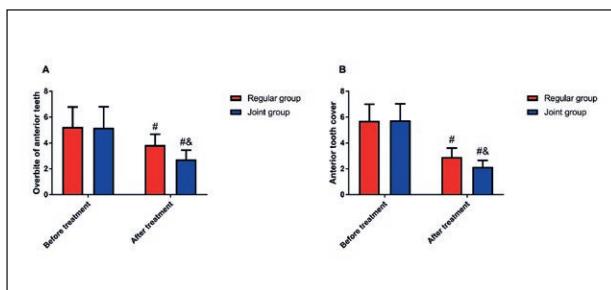 A
Overbite of anterior teeth
8
6
4
2
0
#
#&
Before treatment
After treatment
Regular group
Joint group
B
Anterior tooth cover
8
6
4
2
0
#
#&
Before treatment
After treatment
Regular group
Joint group